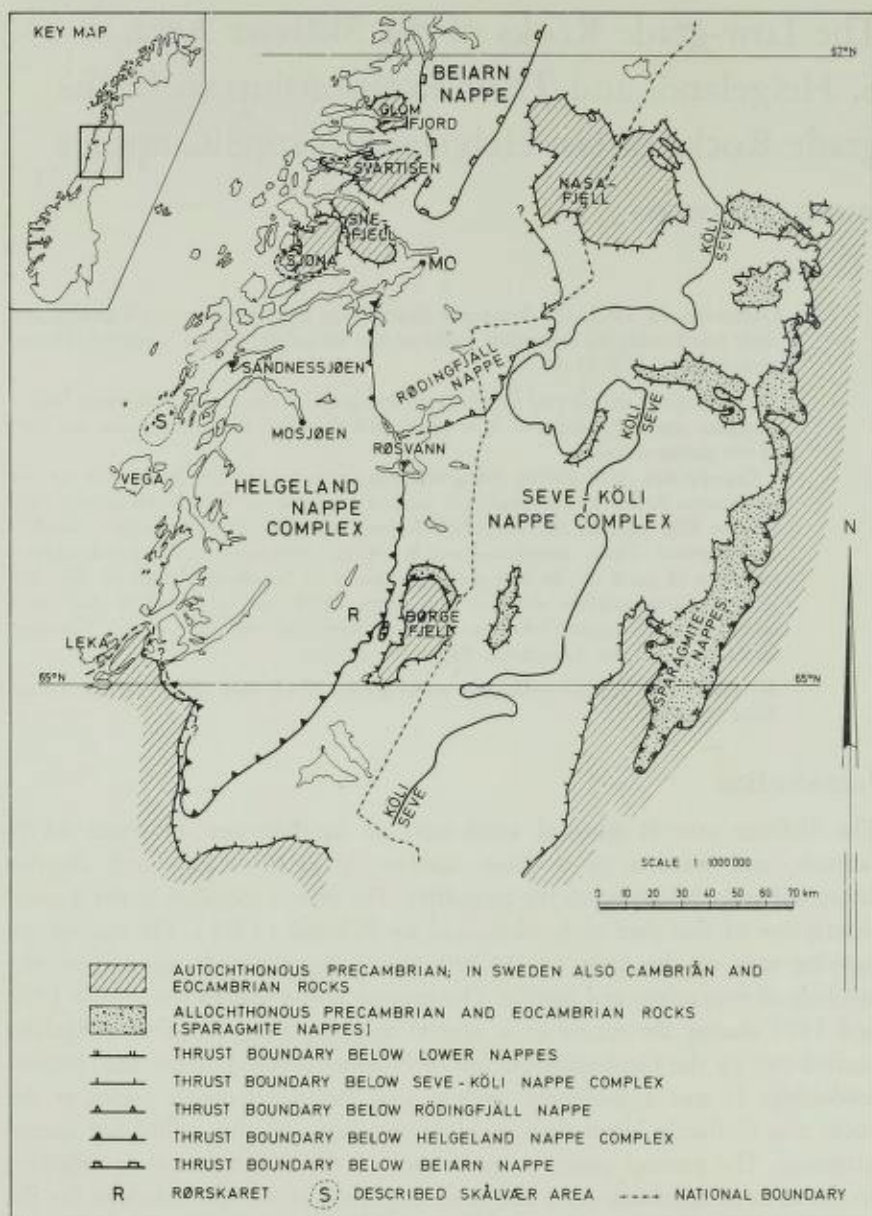 KEY MAP
67°N
BEIARN
NAPPE
GLOM
FJORD
SVARTISEN
NASA-
FJELL
SNE-
FJELL
SJONA
MO
KÖLI
SEVE
SANDNESSJØEN
RØDINGFJÄLL
NAPPE
S
MOSJØEN
RØSVANN
KÖLI
SEVE
VEGA
HELGELAND
NAPPE
COMPLEX
SEVE-KÖLI
NAPPE COMPLEX
N
R
BØRGE
FJELL
LEKA
SPARAGMITE NAPPES
65°N
65°N
?
?
KÖLI
SEVE
SCALE 1:1000000
0 10 20 30 40 50 60 70 km
AUTOCHTHONOUS PRECAMBRIAN; IN SWEDEN ALSO CAMBRIÅN AND
EOCAMBRIAN ROCKS
ALLOCHTHONOUS PRECAMBRIAN AND EOCAMBRIAN ROCKS
(SPARAGMITE NAPPES)
THRUST BOUNDARY BELOW LOWER NAPPES
THRUST BOUNDARY BELOW SEVE-KÖLI NAPPE COMPLEX
THRUST BOUNDARY BELOW RÖDINGFJÄLL NAPPE
THRUST BOUNDARY BELOW HELGELAND NAPPE COMPLEX
THRUST BOUNDARY BELOW BEIARN NAPPE
R RØRSKARET S DESCRIBED SKÅLVÆR AREA NATIONAL BOUNDARY